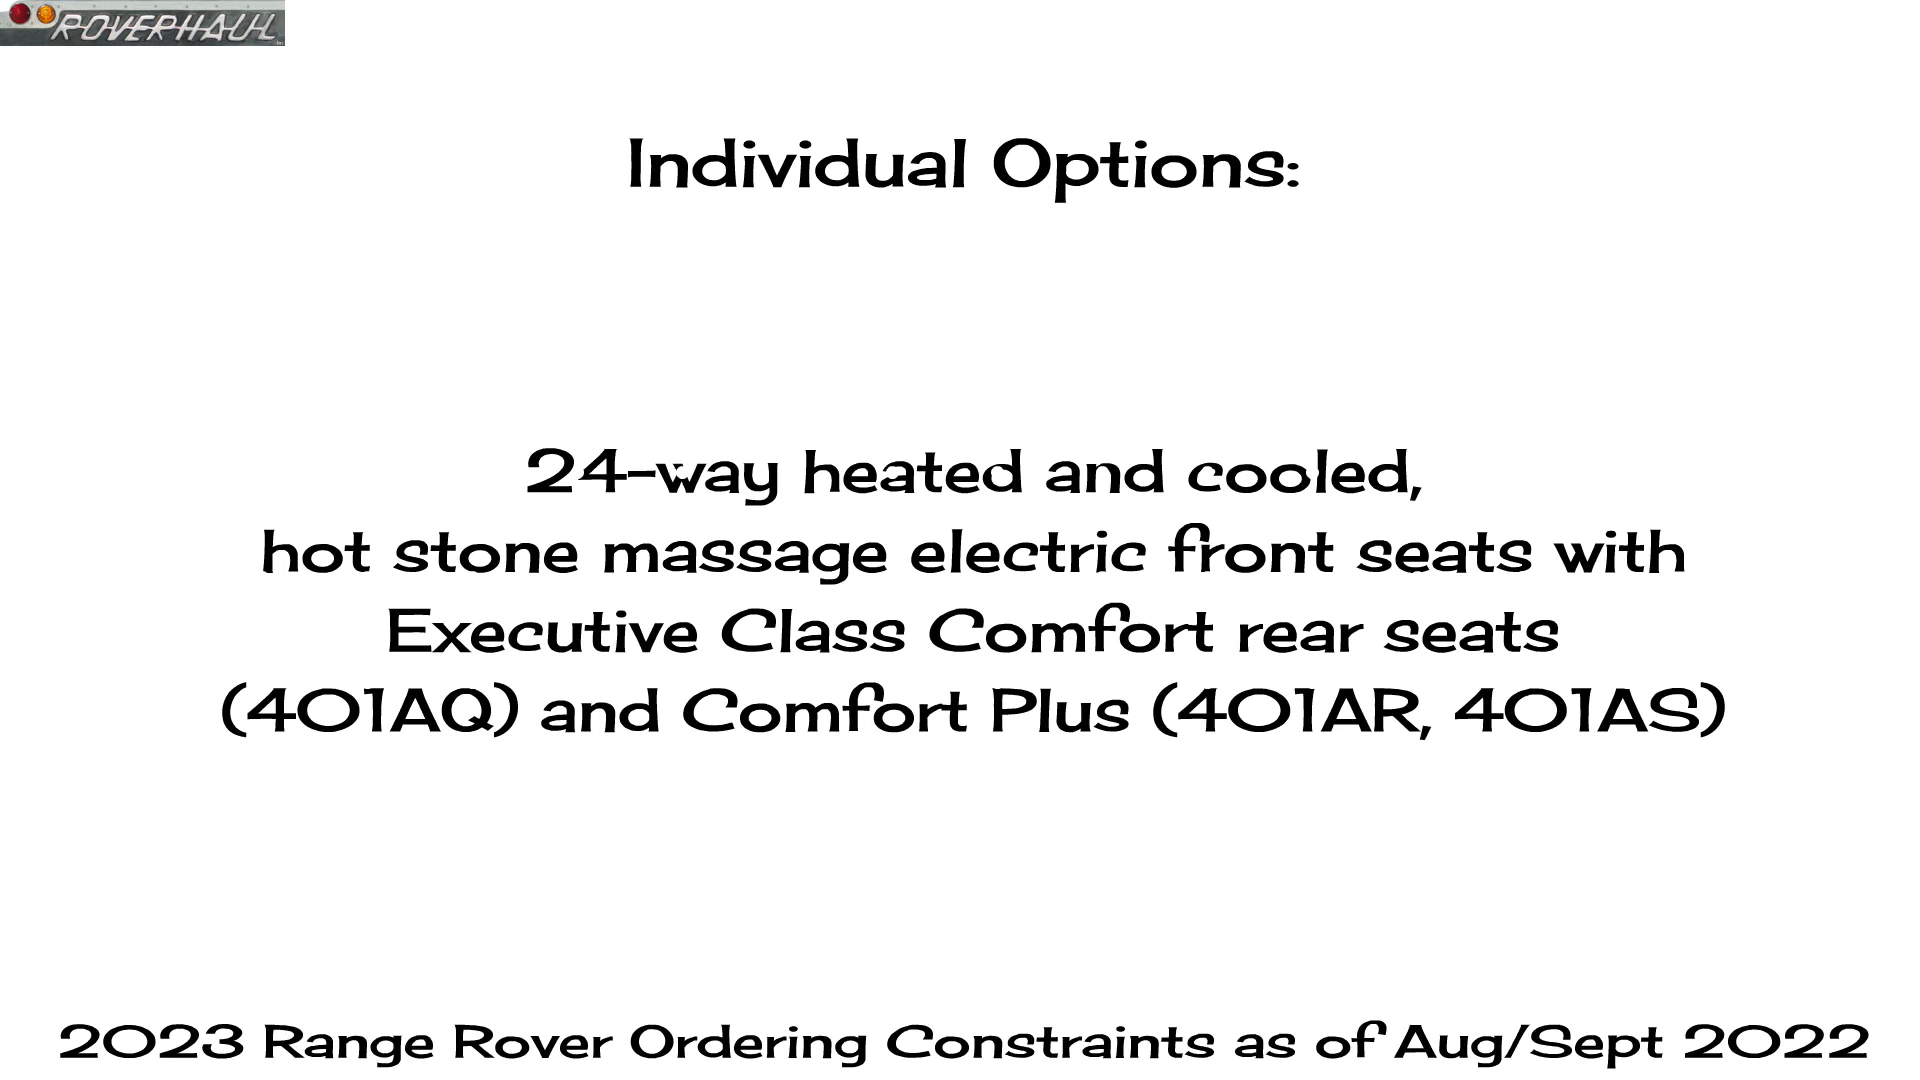 ROVERHAUL
Individual Options:
24-way heated and cooled,
hot stone massage electric front seats with
Executive Class Comfort rear seats
(401AQ) and Comfort Plus (401AR, 401AS)
2023 Range Rover Ordering Constraints as of Aug/Sept 2022